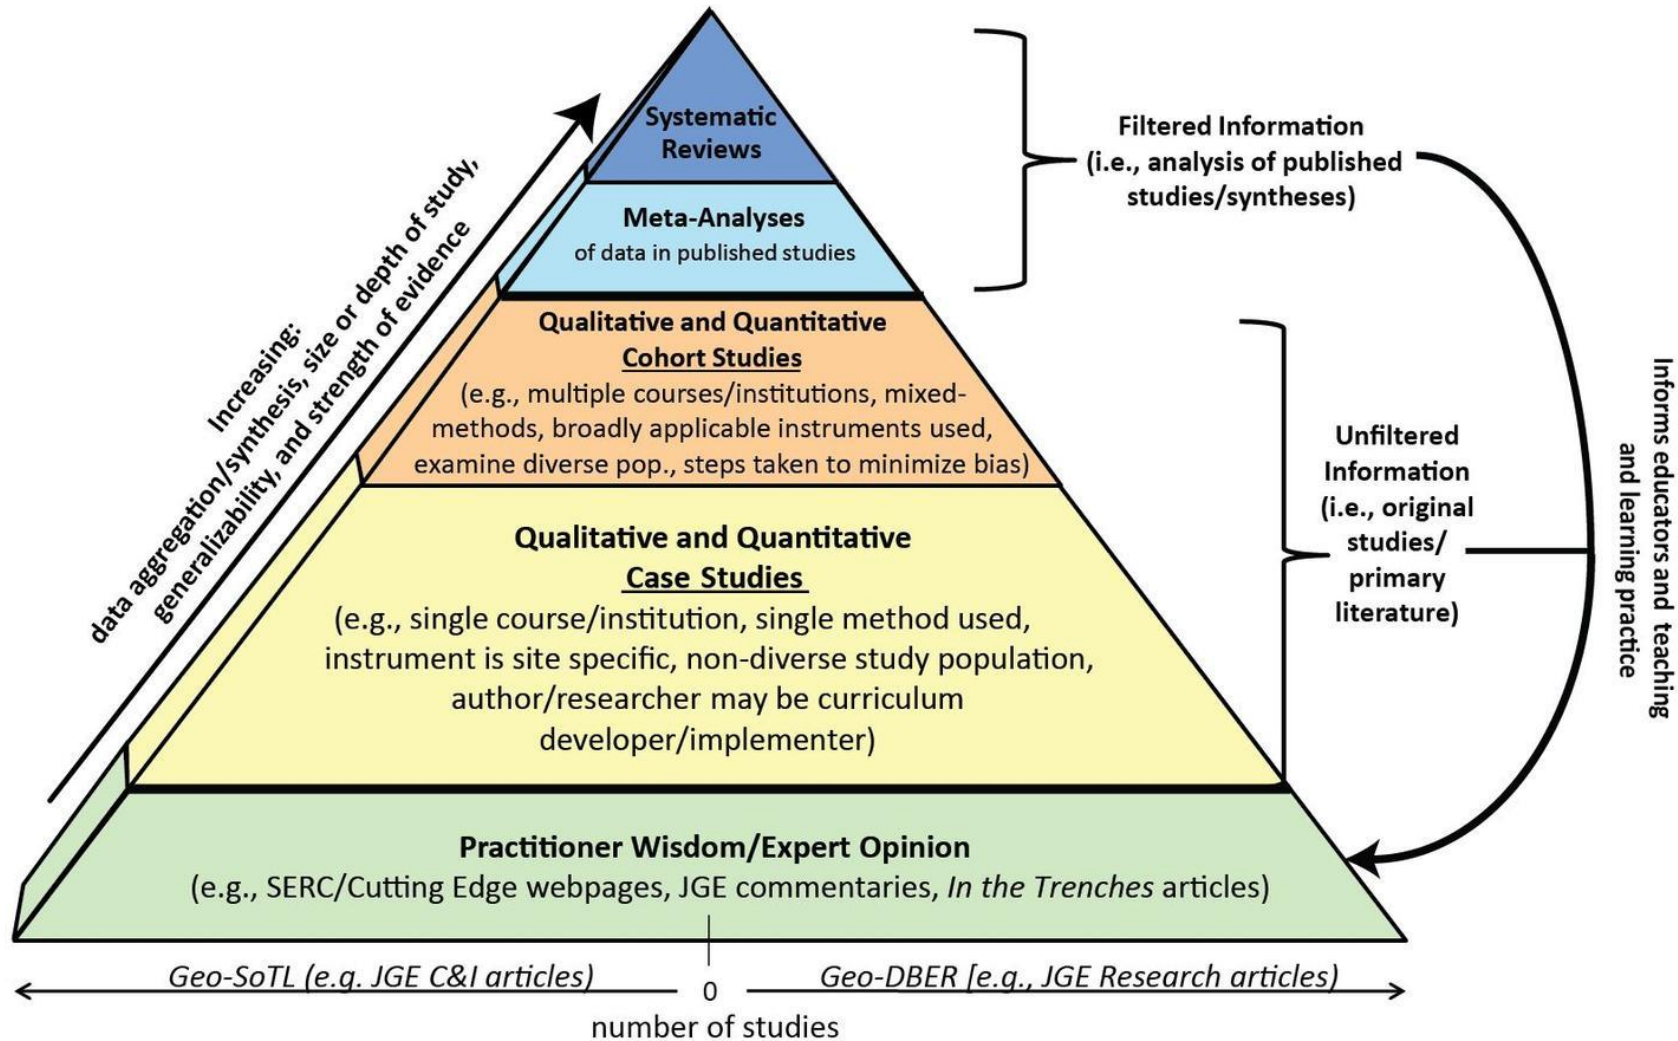 Systematic
Reviews
Meta-Analyses
of data in published studies
Qualitative and Quantitative
Cohort Studies
(e.g., multiple courses/institutions, mixed-
methods, broadly applicable instruments used,
examine diverse pop., steps taken to minimize bias)
Qualitative and Quantitative
Case Studies
(e.g., single course/institution, single method used,
instrument is site specific, non-diverse study population,
author/researcher may be curriculum
developer/implementer)
Practitioner Wisdom/Expert Opinion
(e.g., SERC/Cutting Edge webpages, JGE commentaries, In the Trenches articles)
Increasing:
data aggregation/synthesis, size or depth of study,
generalizability, and strength of evidence
Filtered Information
(i.e., analysis of published
studies/syntheses)
Unfiltered
Information
(i.e., original
studies/
primary
literature)
Informs educators and teaching
and learning practice
Geo-SoTL (e.g. JGE C&I articles)
0
Geo-DBER [e.g., JGE Research articles)
number of studies